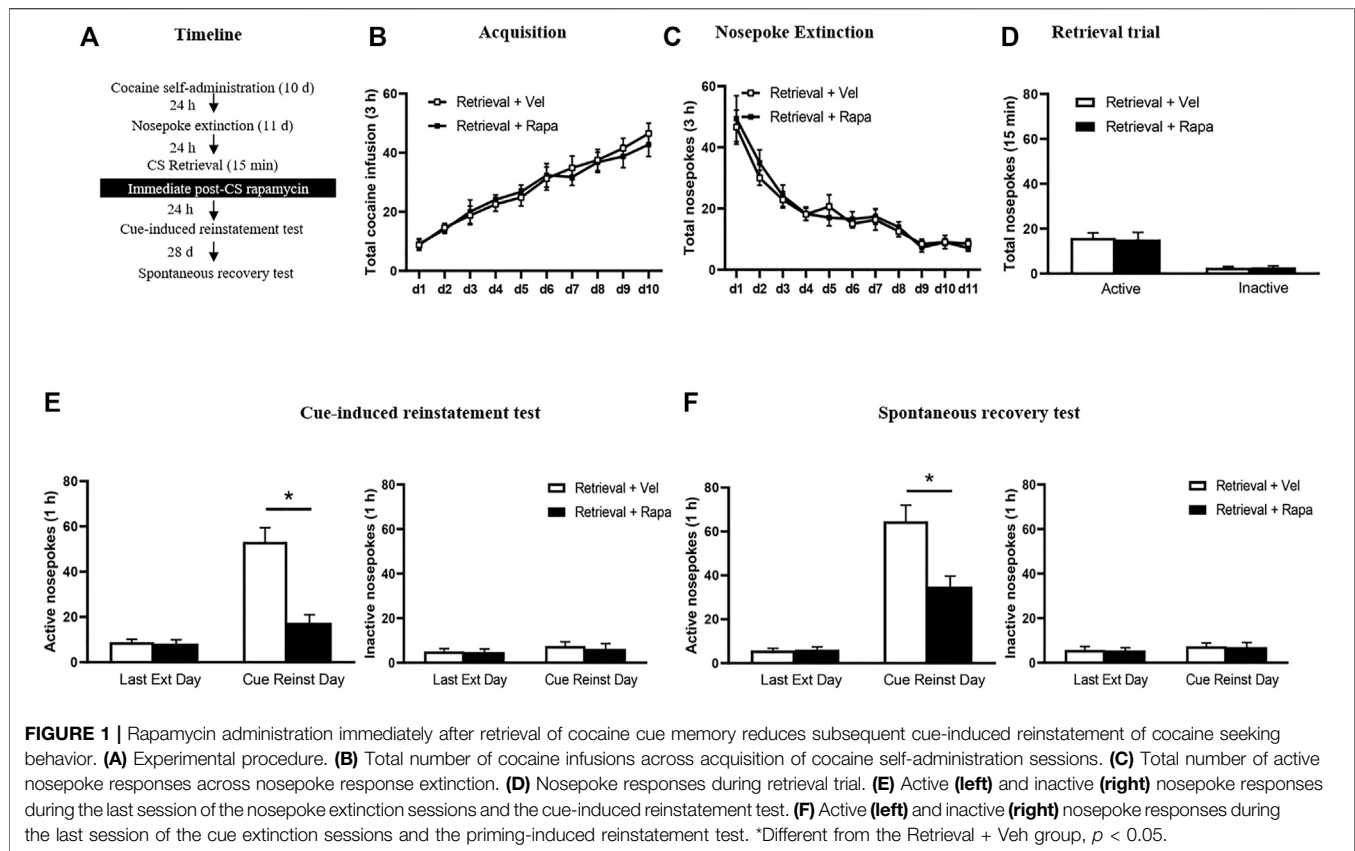 A Timeline
Cocaine self-administration (10 d)
24 h
Nosepoke extinction (11 d)
24 h
CS Retrieval (15 min)
Immediate post-CS rapamycin
24 h
Cue-induced reinstatement test
28 d
Spontaneous recovery test
B Acquisition
Total cocaine infusion (3 h)
60
40
20
0
Retrieval + Vel
Retrieval + Rapa
d1 d2 d3 d4 d5 d6 d7 d8 d9 d10
C Nosepoke Extinction
Total nosepokes (3 h)
60
40
20
0
Retrieval + Vel
Retrieval + Rapa
d1 d2 d3 d4 d5 d6 d7 d8 d9 d10 d11
D Retrieval trial
Total nosepokes (15 min)
80
60
40
20
0
Retrieval + Vel
Retrieval + Rapa
Active Inactive
E Cue-induced reinstatement test
Active nosepokes (1 h)
80
60
40
20
0
*
Last Ext Day Cue Reinst Day
Inactive nosepokes (1 h)
80
60
40
20
0
Retrieval + Vel
Retrieval + Rapa
Last Ext Day Cue Reinst Day
F Spontaneous recovery test
Active nosepokes (1 h)
80
60
40
20
0
*
Last Ext Day Cue Reinst Day
Inactive nosepokes (1 h)
80
60
40
20
0
Retrieval + Vel
Retrieval + Rapa
Last Ext Day Cue Reinst Day
FIGURE 1 | Rapamycin administration immediately after retrieval of cocaine cue memory reduces subsequent cue-induced reinstatement of cocaine seeking
behavior. (A) Experimental procedure. (B) Total number of cocaine infusions across acquisition of cocaine self-administration sessions. (C) Total number of active
nosepoke responses across nosepoke response extinction. (D) Nosepoke responses during retrieval trial. (E) Active (left) and inactive (right) nosepoke responses
during the last session of the nosepoke extinction sessions and the cue-induced reinstatement test. (F) Active (left) and inactive (right) nosepoke responses during
the last session of the cue extinction sessions and the priming-induced reinstatement test. *Different from the Retrieval + Veh group, p < 0.05.